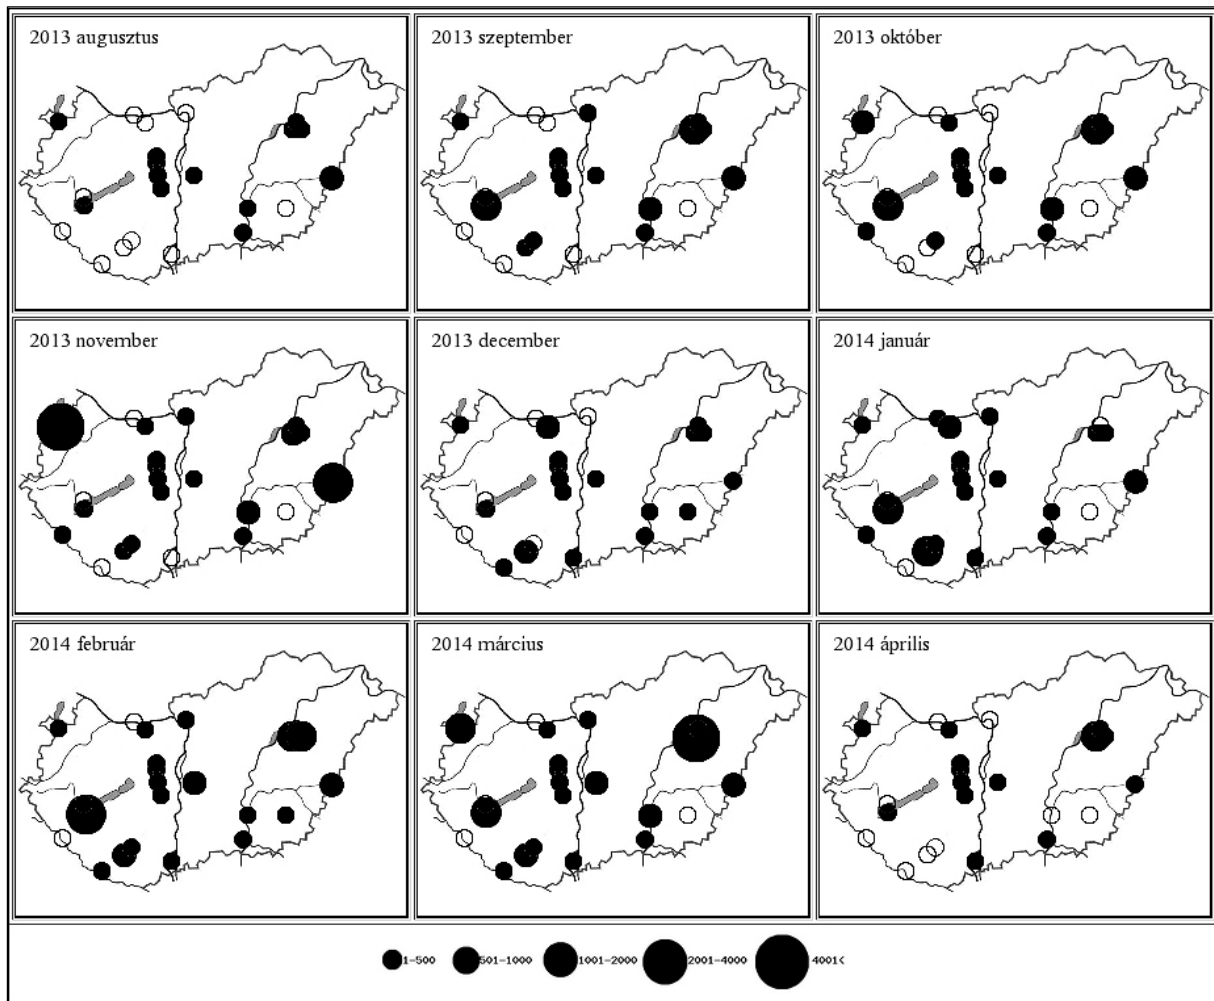 2013 augusztus
2013 szeptember
2013 október
2013 november
2013 december
2014 január
2014 február
2014 március
2014 április
1-500 501-1000 1001-2000 2001-4000 4001<